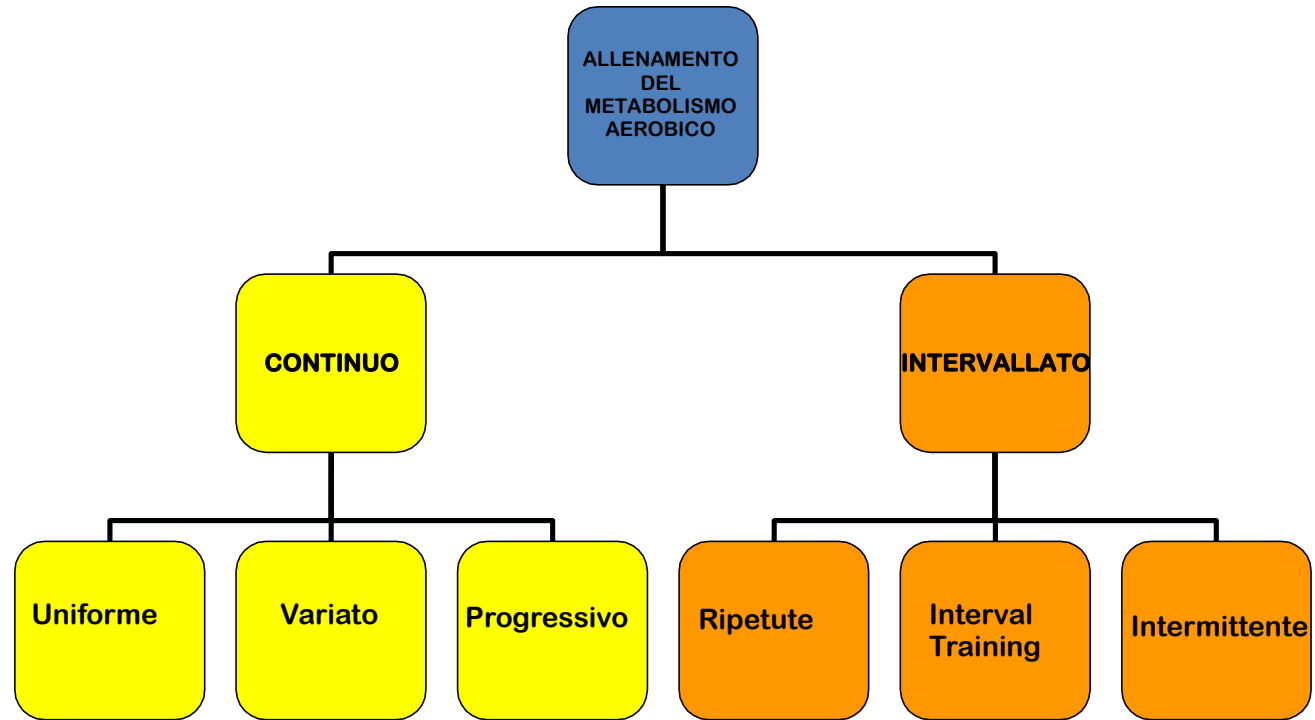 ALLENAMENTO
DEL
METABOLISMO
AEROBICO
CONTINUO
INTERVALLATO
Uniforme
Variato
Progressivo
Ripetute
Interval
Training
Intermittente